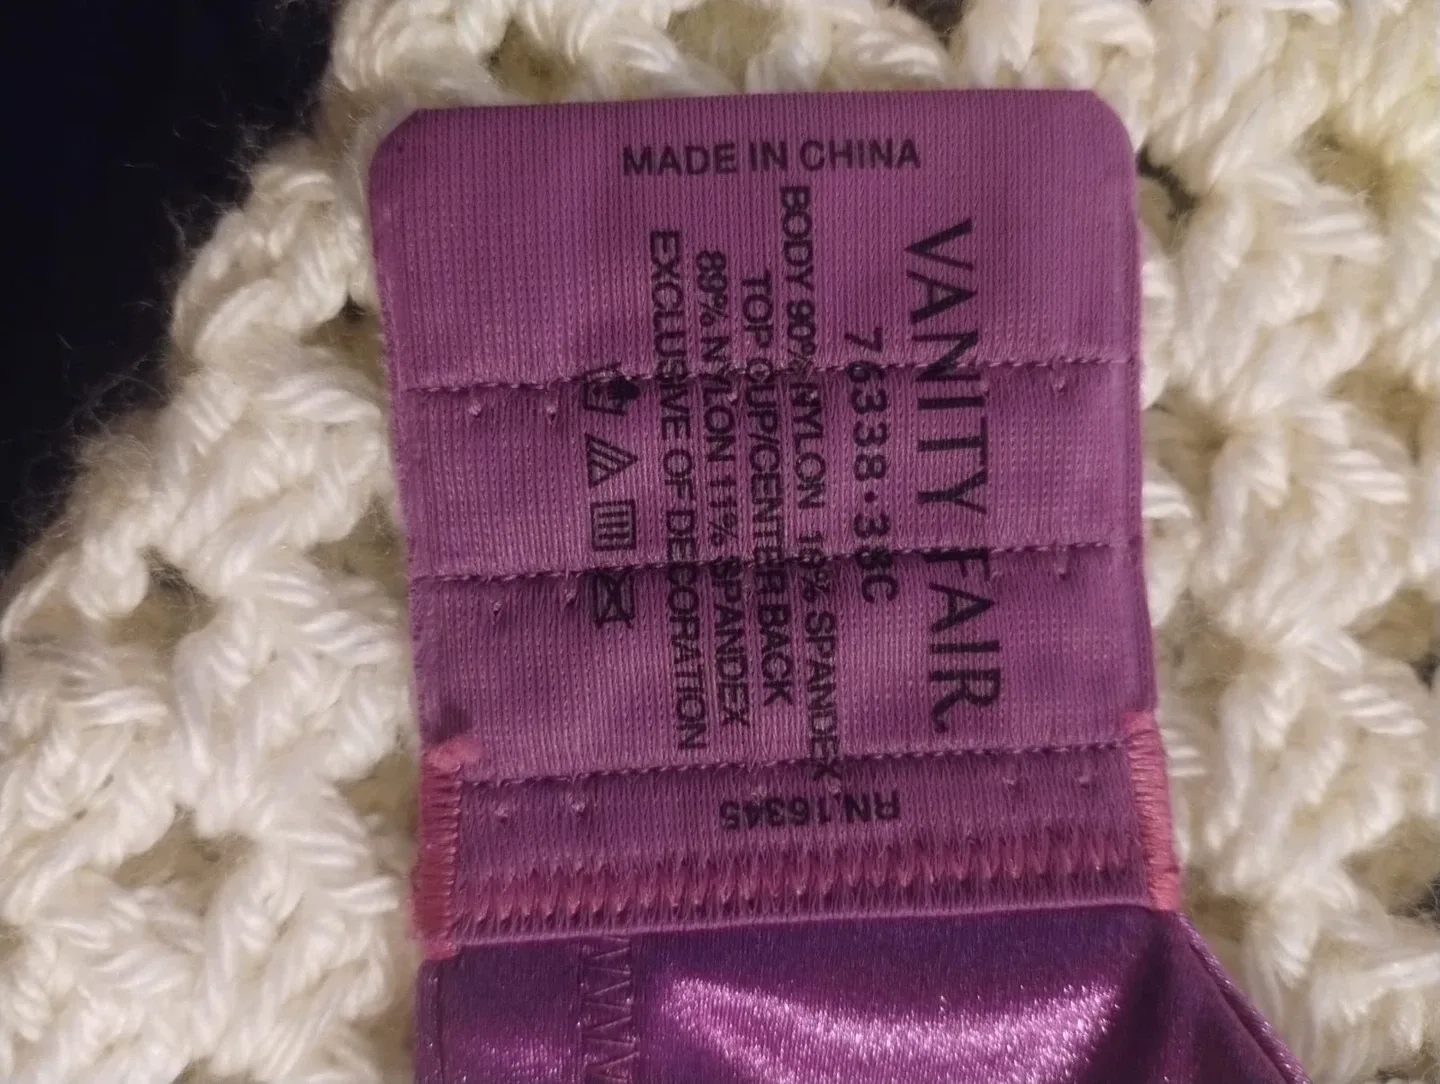 MADE IN CHINA
VANITY FAIR
76338·38C
BODY 90% NYLON 10% SPANDEX
TOP CUP/CENTER BACK
89% NYLON 11% SPANDEX
EXCLUSIVE OF DECORATION
RN 16345